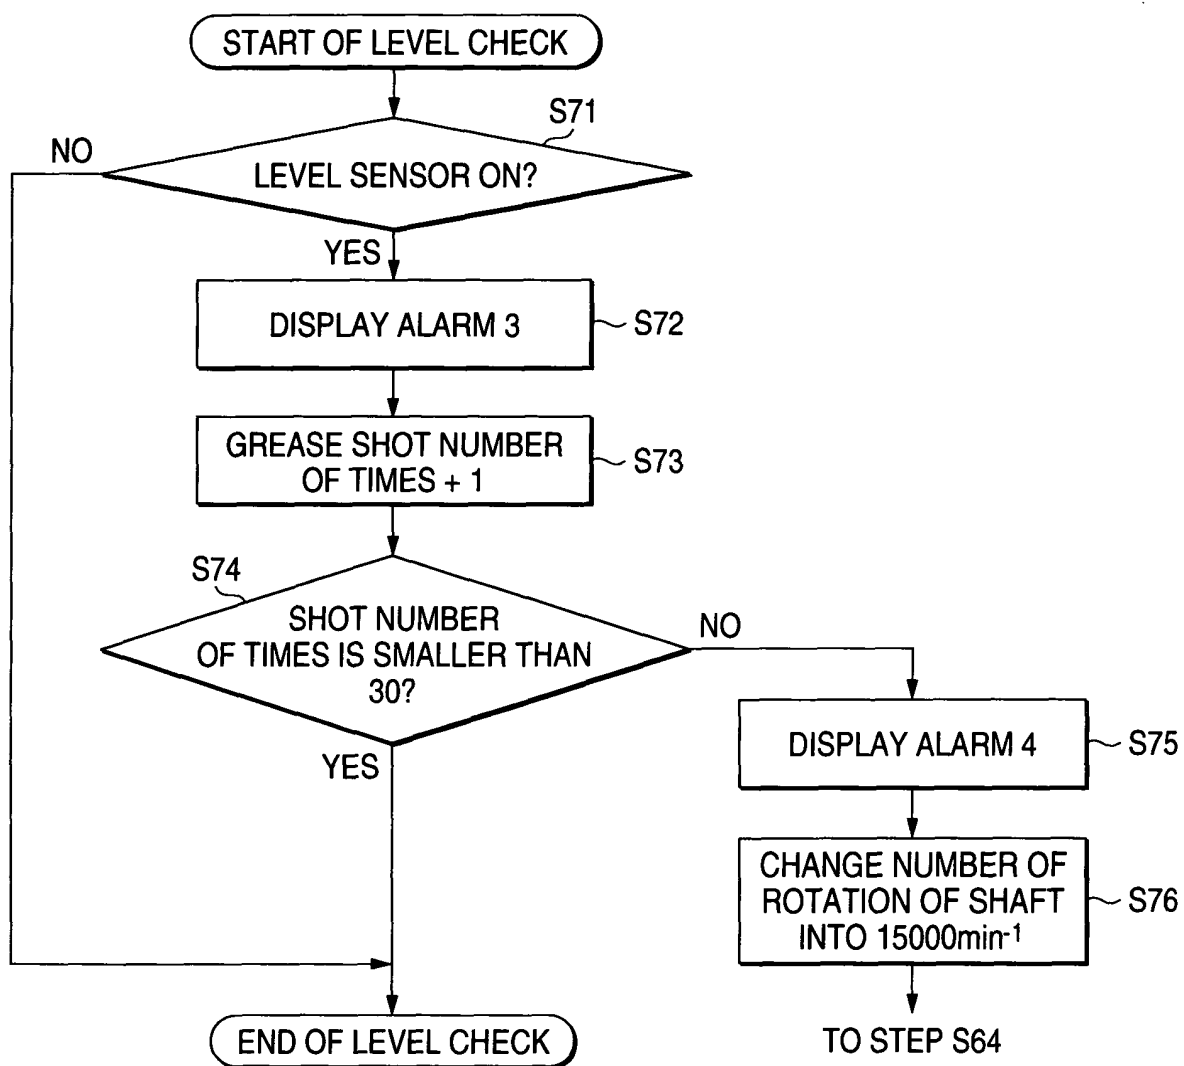 START OF LEVEL CHECK
S71
NO
LEVEL SENSOR ON?
YES
DISPLAY ALARM 3
S72
GREASE SHOT NUMBER
OF TIMES + 1
S73
S74
SHOT NUMBER
OF TIMES IS SMALLER THAN
30?
NO
YES
DISPLAY ALARM 4
S75
CHANGE NUMBER OF
ROTATION OF SHAFT
INTO 15000min-1
S76
END OF LEVEL CHECK
TO STEP S64